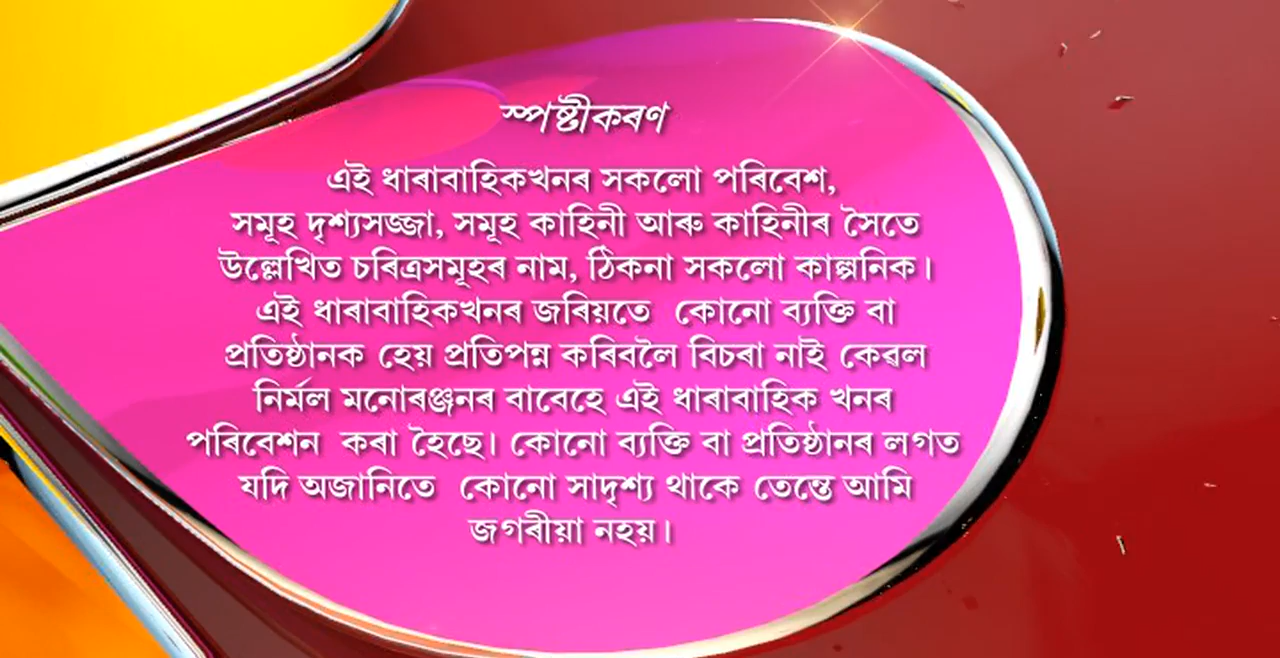 স্পষ্টীকৰণ
এই ধাৰাবাহিকখনৰ সকলো পৰিবেশ,
সমূহ দৃশ্যসজ্জা, সমূহ কাহিনী আৰু কাহিনীৰ সৈতে
উল্লেখিত চৰিত্ৰসমূহৰ নাম, ঠিকনা সকলো কাল্পনিক।
এই ধাৰাবাহিকখনৰ জৰিয়তে কোনো ব্যক্তি বা
প্ৰতিষ্ঠানক হেয় প্ৰতিপন্ন কৰিবলৈ বিচৰা নাই কেৱল
নিৰ্মল মনোৰঞ্জনৰ বাবেহে এই ধাৰাবাহিক খনৰ
পৰিবেশন কৰা হৈছে। কোনো ব্যক্তি বা প্ৰতিষ্ঠানৰ লগত
যদি অজানিতে কোনো সাদৃশ্য থাকে তেন্তে আমি
জগৰীয়া নহয়।